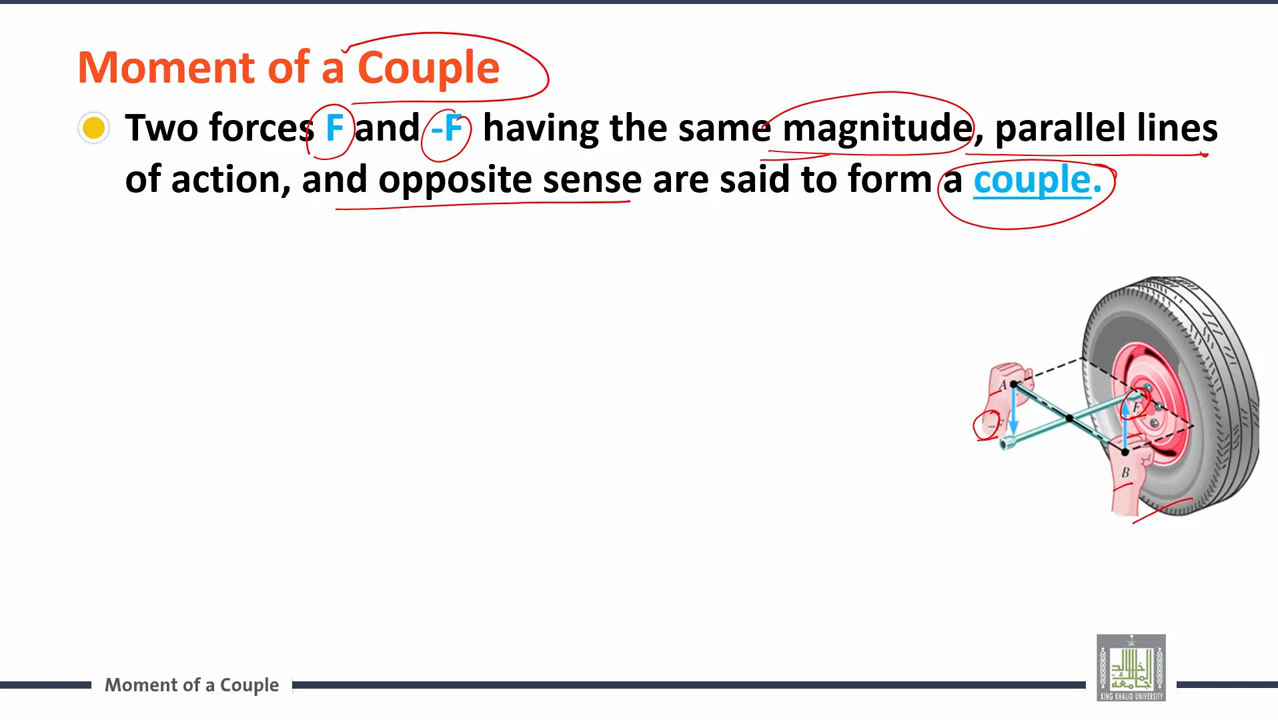 Moment of a Couple
Two forces F and -F having the same magnitude, parallel lines
of action, and opposite sense are said to form a couple.
A
-F
F
B
Moment of a Couple
KING KHALID UNIVERSITY